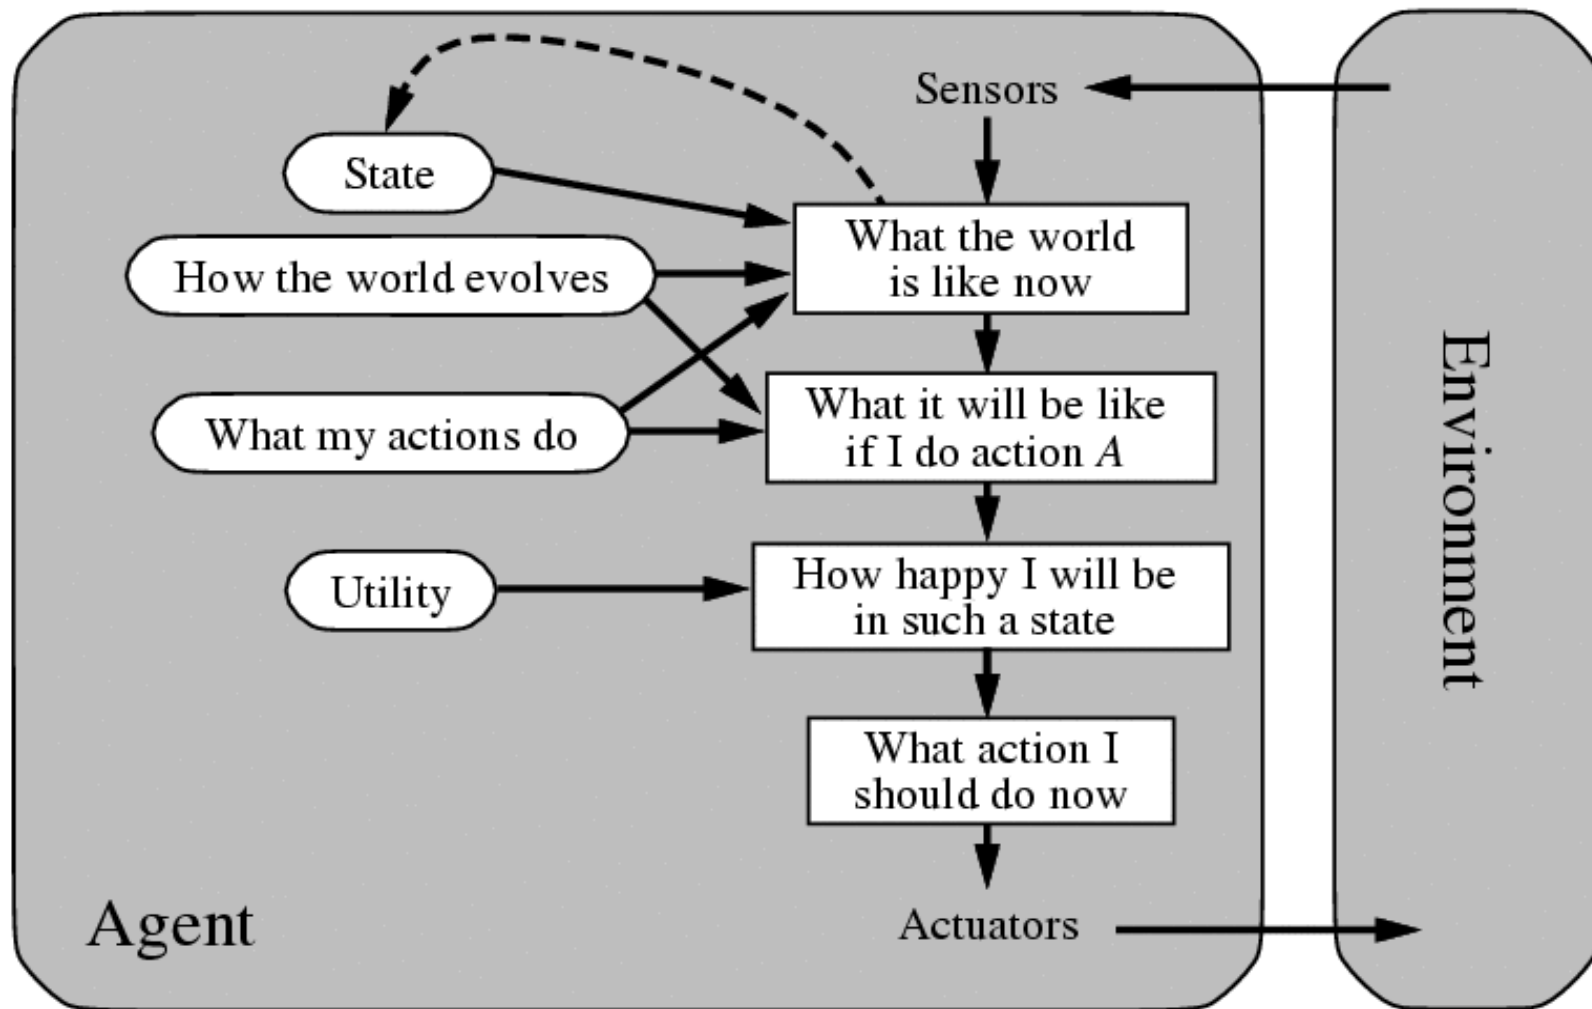 Sensors
State
What the world
is like now
How the world evolves
What it will be like
if I do action A
What my actions do
How happy I will be
in such a state
Utility
What action I
should do now
Agent
Actuators
Environment